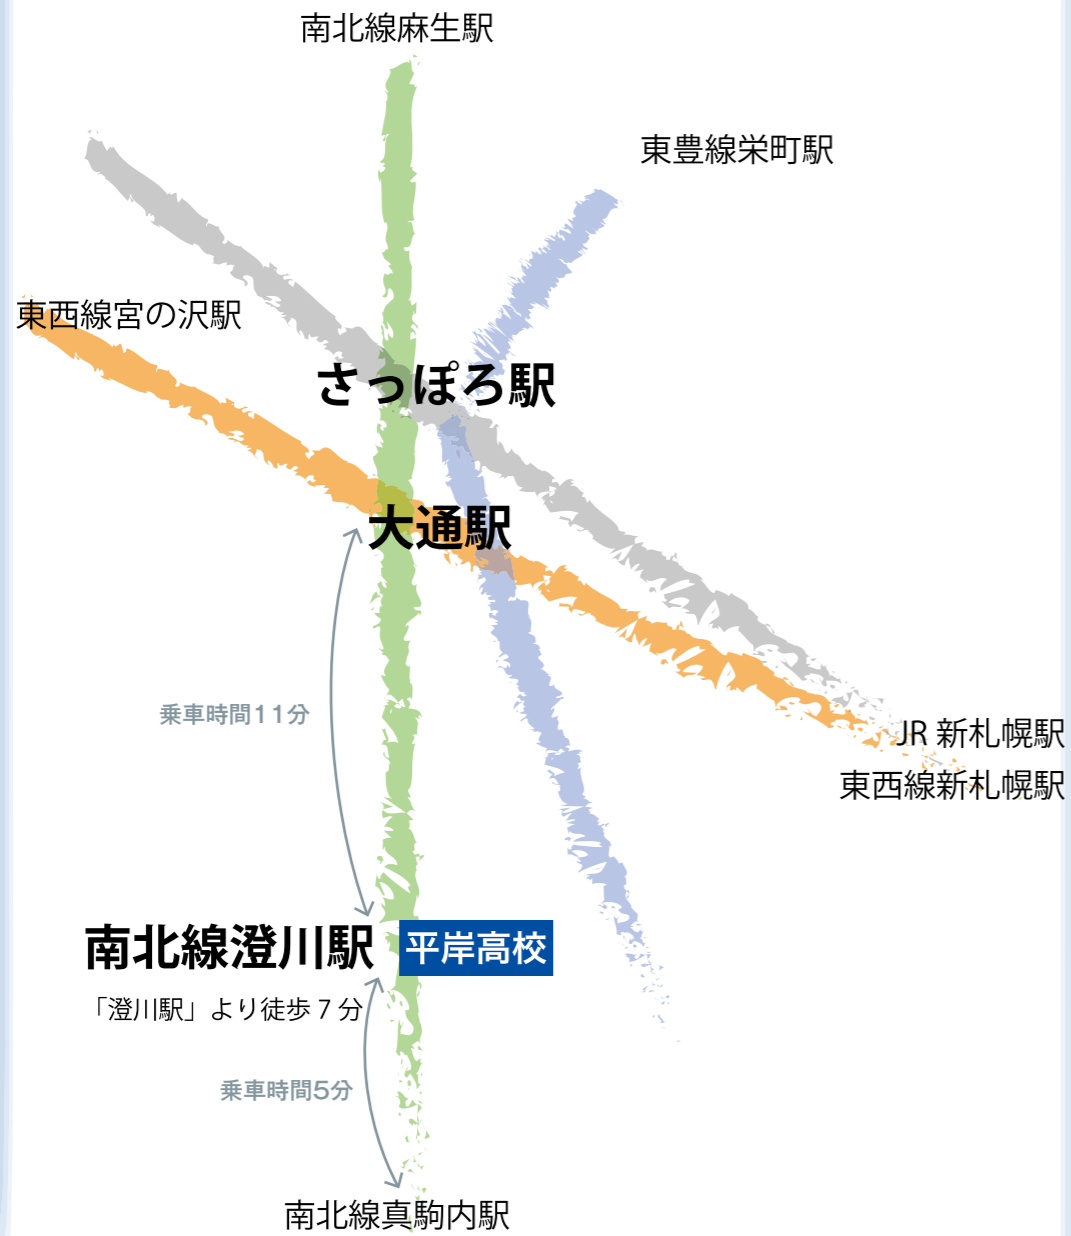 南北線麻生駅
東豊線栄町駅
東西線宮の沢駅
さっぽろ駅
大通駅
乗車時間11分
JR 新札幌駅
東西線新札幌駅
南北線澄川駅
平岸高校
「澄川駅」より徒歩 7 分
乗車時間5分
南北線真駒内駅